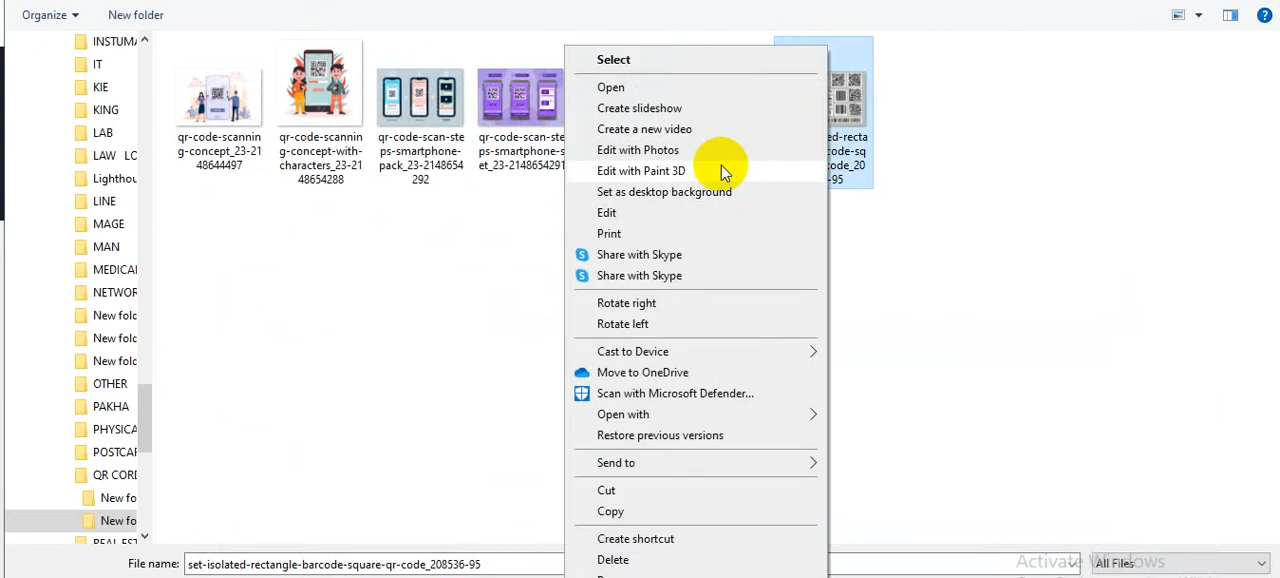 Organize
New folder
INSTUMA
IT
KIE
KING
LAB
LAW LO
Lighthou
LINE
MAGE
MAN
MEDICAI
NETWOR
New fold
New fold
New fold
OTHER
PAKHA
PHYSICA
POSTCAF
QR CORD
New fo
New fo
qr-code-scannin
g-concept_23-21
48644497
qr-code-scannin
g-concept-with-
characters_23-21
48654288
qr-code-scan-ste
ps-smartphone-
pack_23-2148654
292
qr-code-scan-ste
ps-smartphone-s
et_23-2148654291
ed-recta
code-sq
code_20
-95
Select
Open
Create slideshow
Create a new video
Edit with Photos
Edit with Paint 3D
Set as desktop background
Edit
Print
Share with Skype
Share with Skype
Rotate right
Rotate left
Cast to Device
Move to OneDrive
Scan with Microsoft Defender...
Open with
Restore previous versions
Send to
Cut
Copy
Create shortcut
Delete
File name:
set-isolated-rectangle-barcode-square-qr-code_208536-95
Activate Windows
All Files